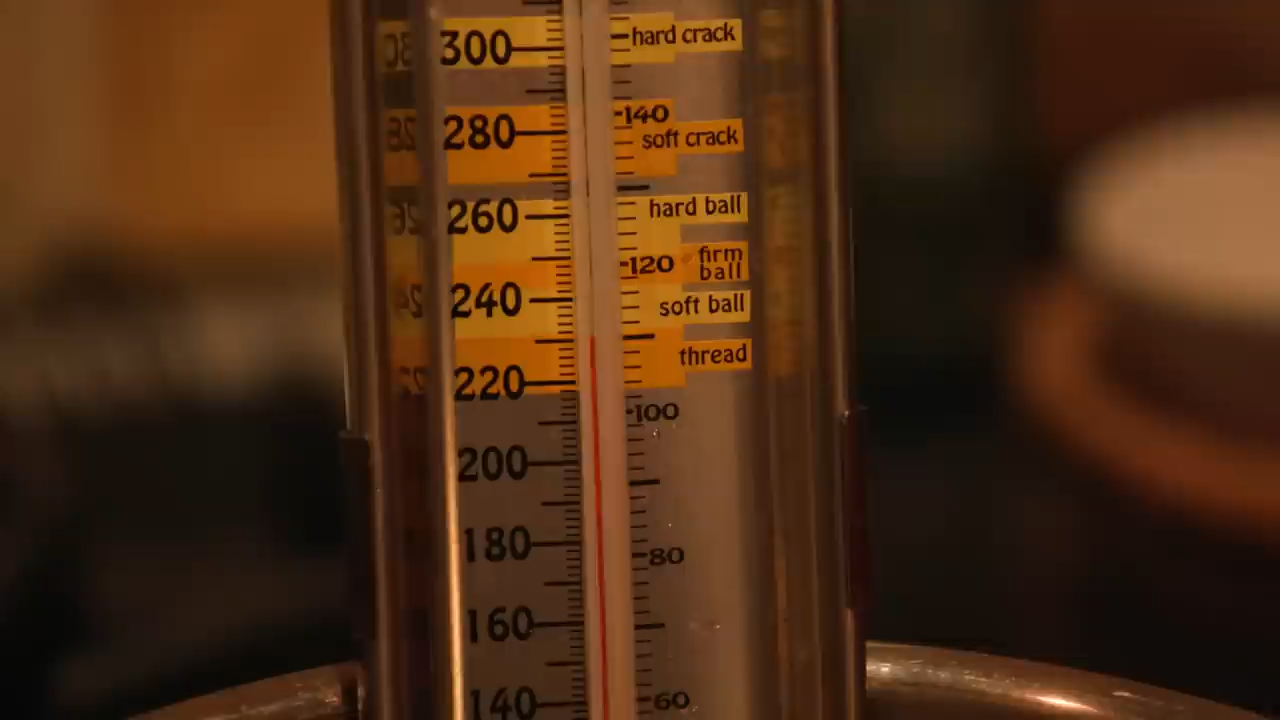 300
hard crack
140
280
soft crack
260
hard ball
120
firm
ball
240
soft ball
thread
220
100
200
180
80
160
140
60